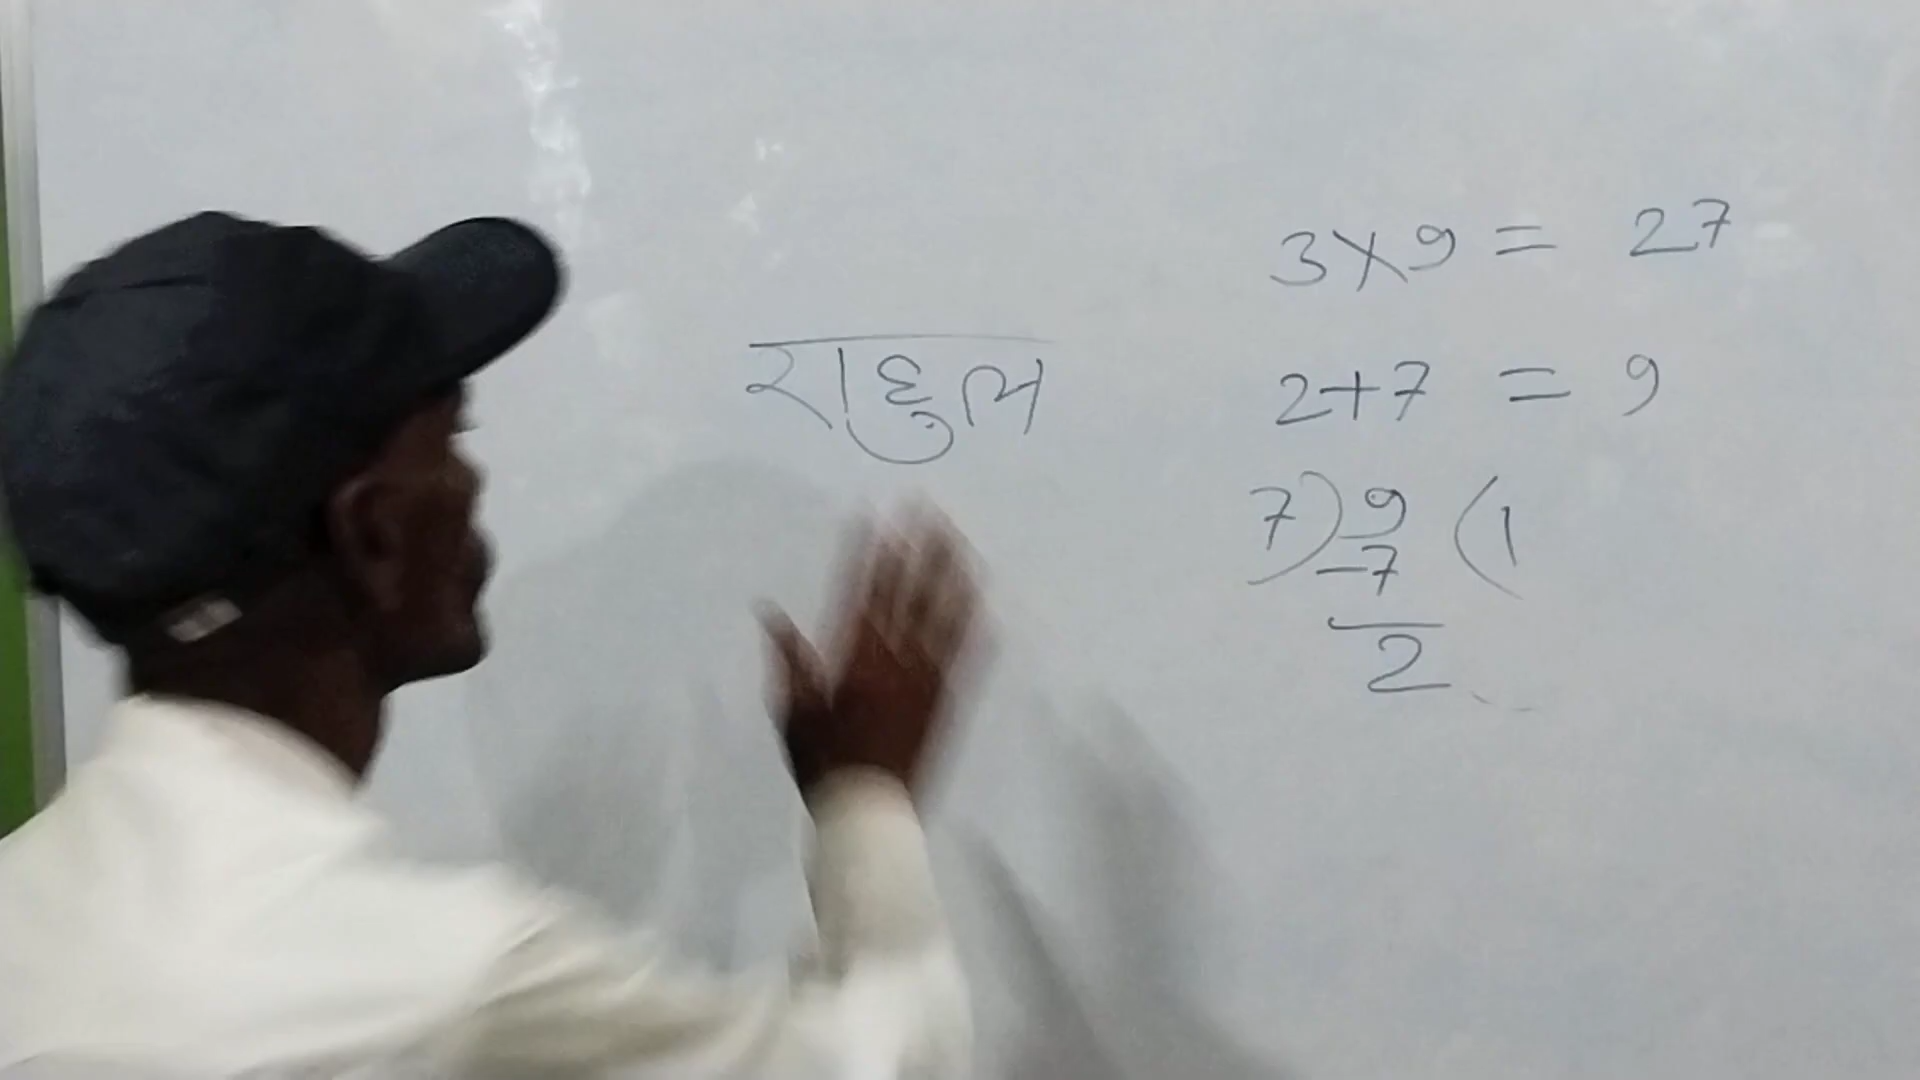 राहुल
3×9 = 27
2+7 = 9
7)9(1
-7
2